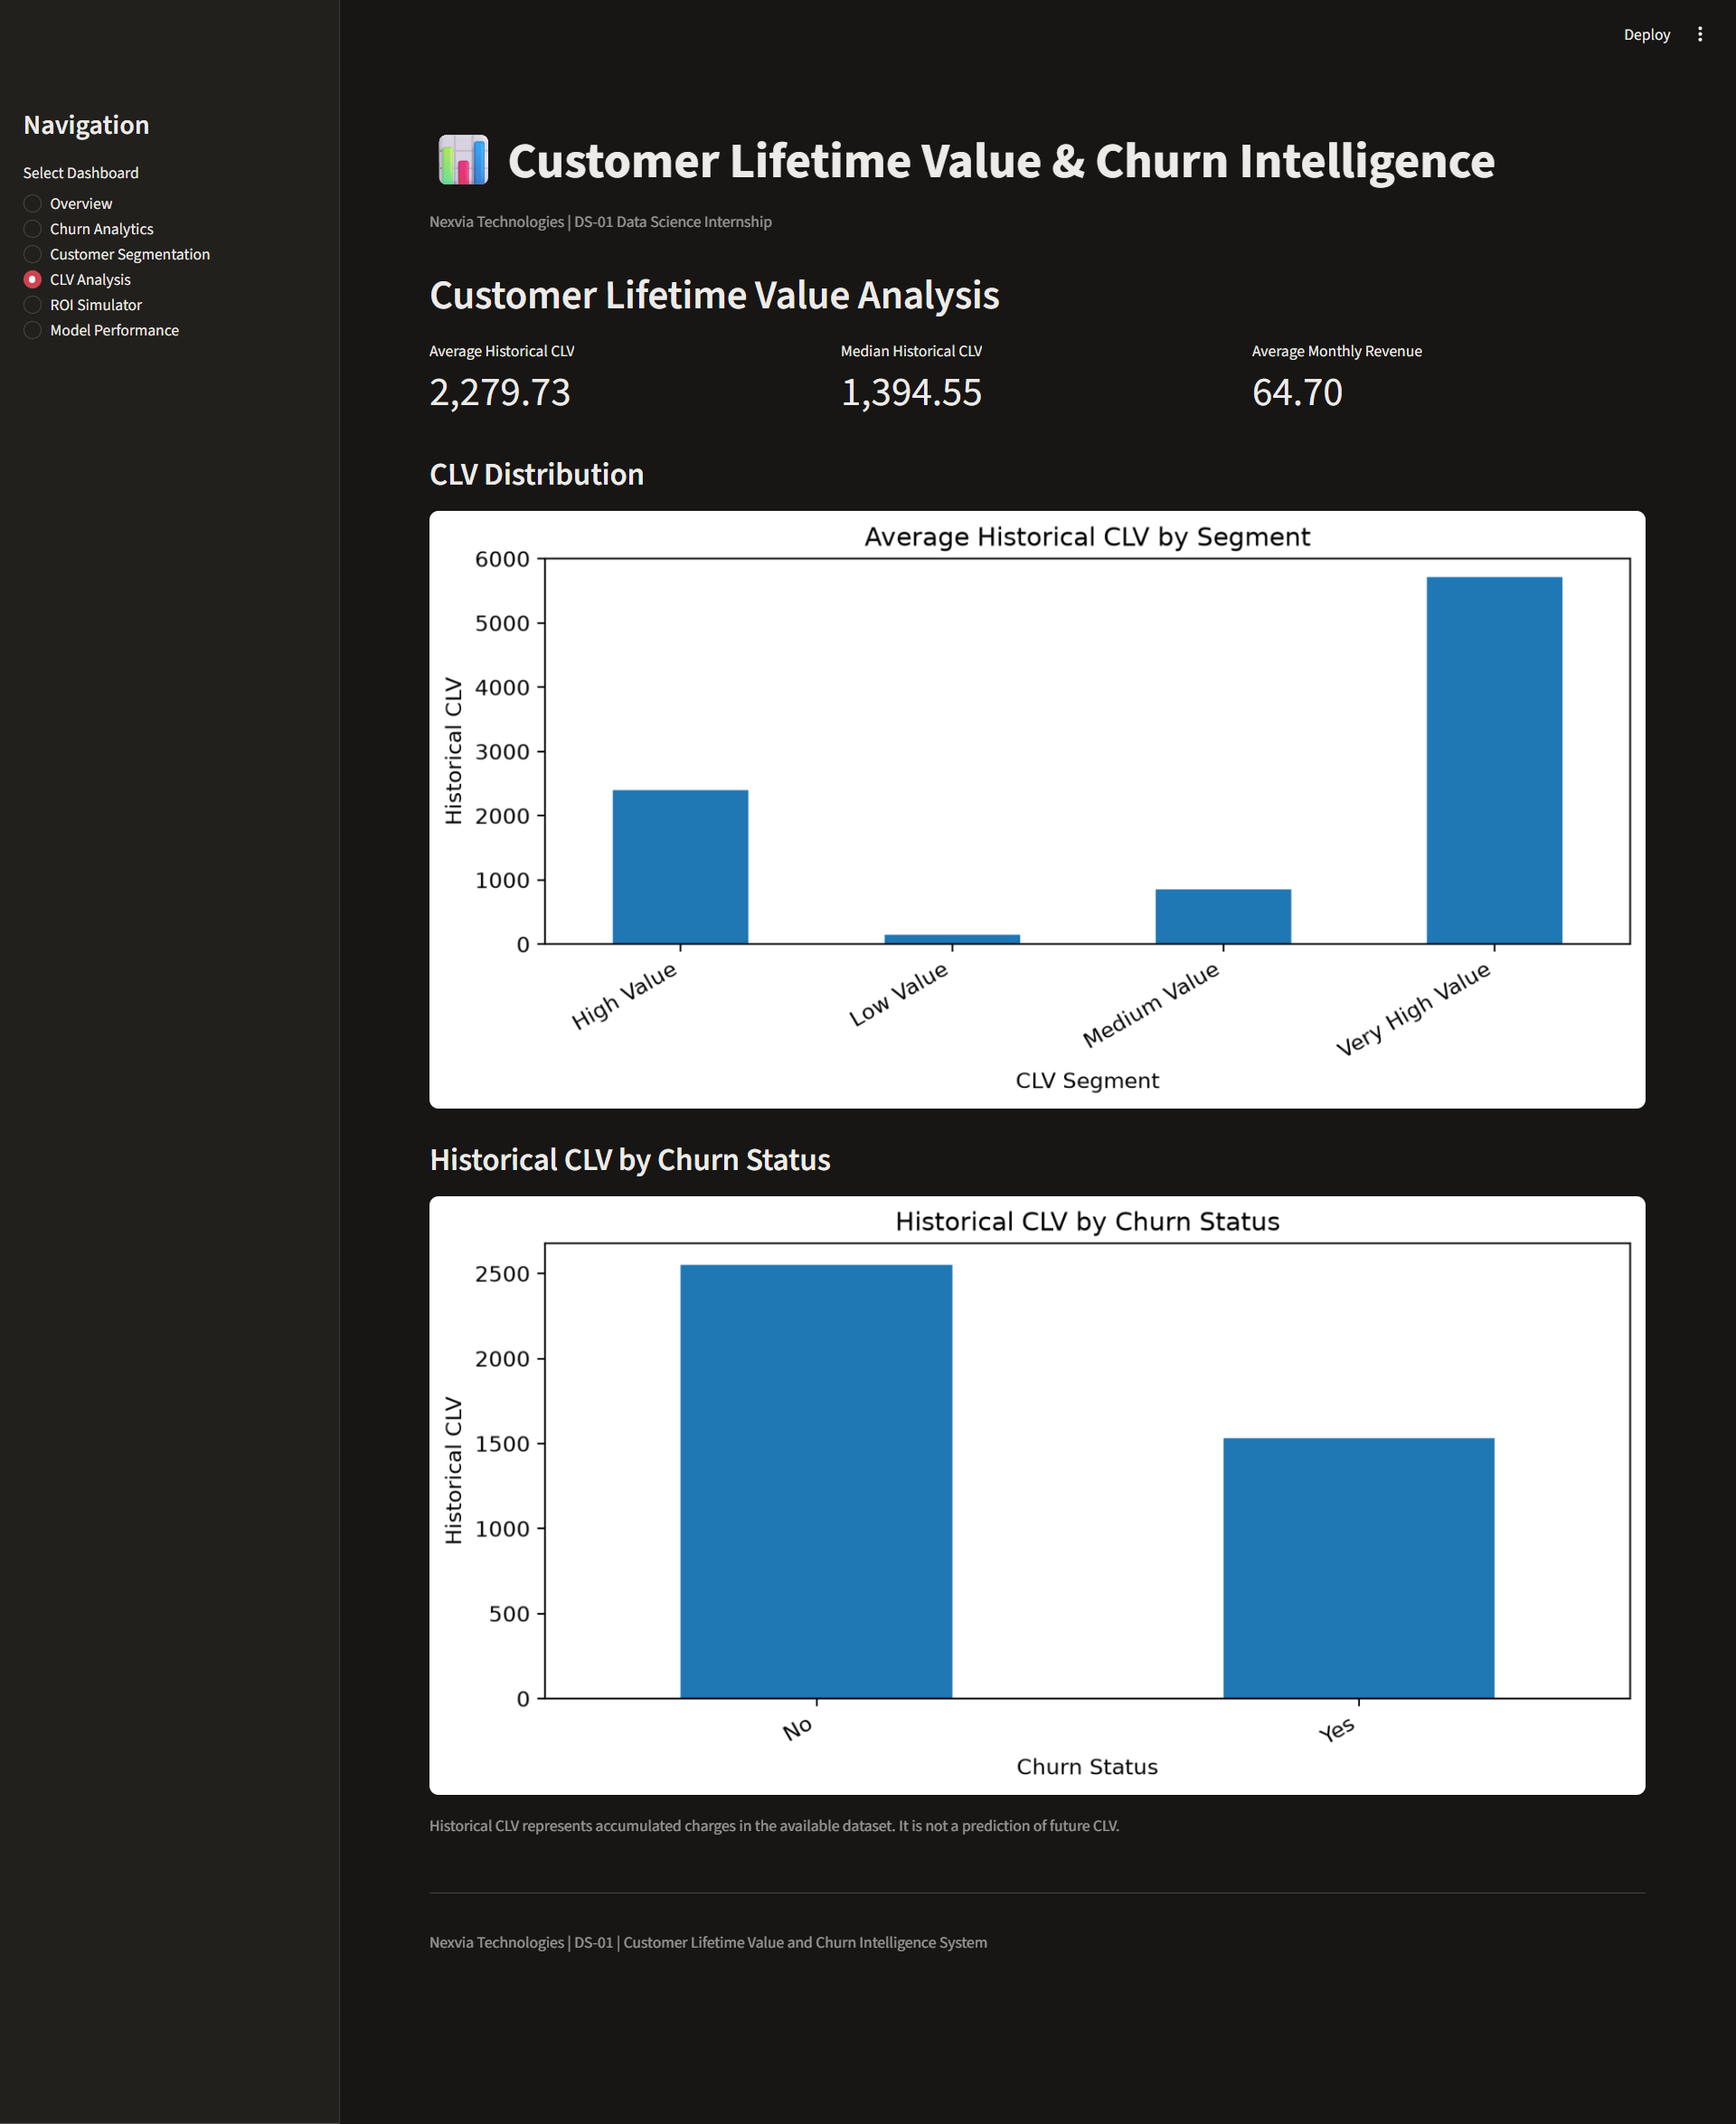 Deploy
Navigation
Select Dashboard
Overview
Churn Analytics
Customer Segmentation
CLV Analysis
ROI Simulator
Model Performance
Customer Lifetime Value & Churn Intelligence
Nexvia Technologies | DS-01 Data Science Internship
Customer Lifetime Value Analysis
Average Historical CLV
2,279.73
Median Historical CLV
1,394.55
Average Monthly Revenue
64.70
CLV Distribution
Average Historical CLV by Segment
Historical CLV
6000
5000
4000
3000
2000
1000
0
High Value
Low Value
Medium Value
Very High Value
CLV Segment
Historical CLV by Churn Status
Historical CLV by Churn Status
Historical CLV
2500
2000
1500
1000
500
0
No
Yes
Churn Status
Historical CLV represents accumulated charges in the available dataset. It is not a prediction of future CLV.
Nexvia Technologies | DS-01 | Customer Lifetime Value and Churn Intelligence System